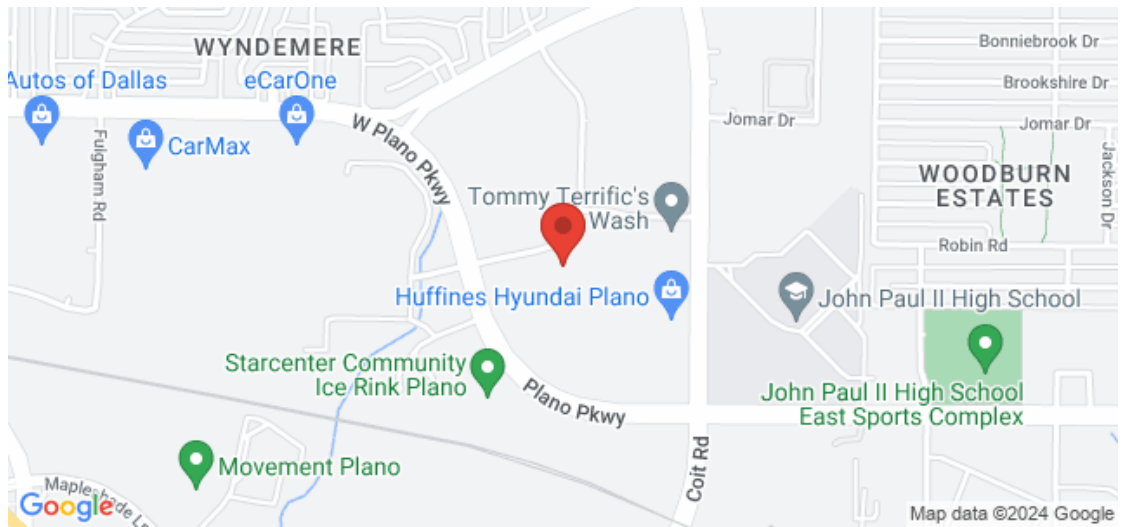 WYNDEMERE
Bonniebrook Dr
Autos of Dallas
eCarOne
Brookshire Dr
Jomar Dr
Jomar Dr
W Plano Pkwy
CarMax
Fulgham Rd
Jackson Dr
WOODBURN
ESTATES
Tommy Terrific's
Wash
Robin Rd
Huffines Hyundai Plano
John Paul II High School
Starcenter Community
Ice Rink Plano
Plano Pkwy
John Paul II High School
East Sports Complex
Coit Rd
Movement Plano
Mapleshade Ln
Google
Map data ©2024 Google